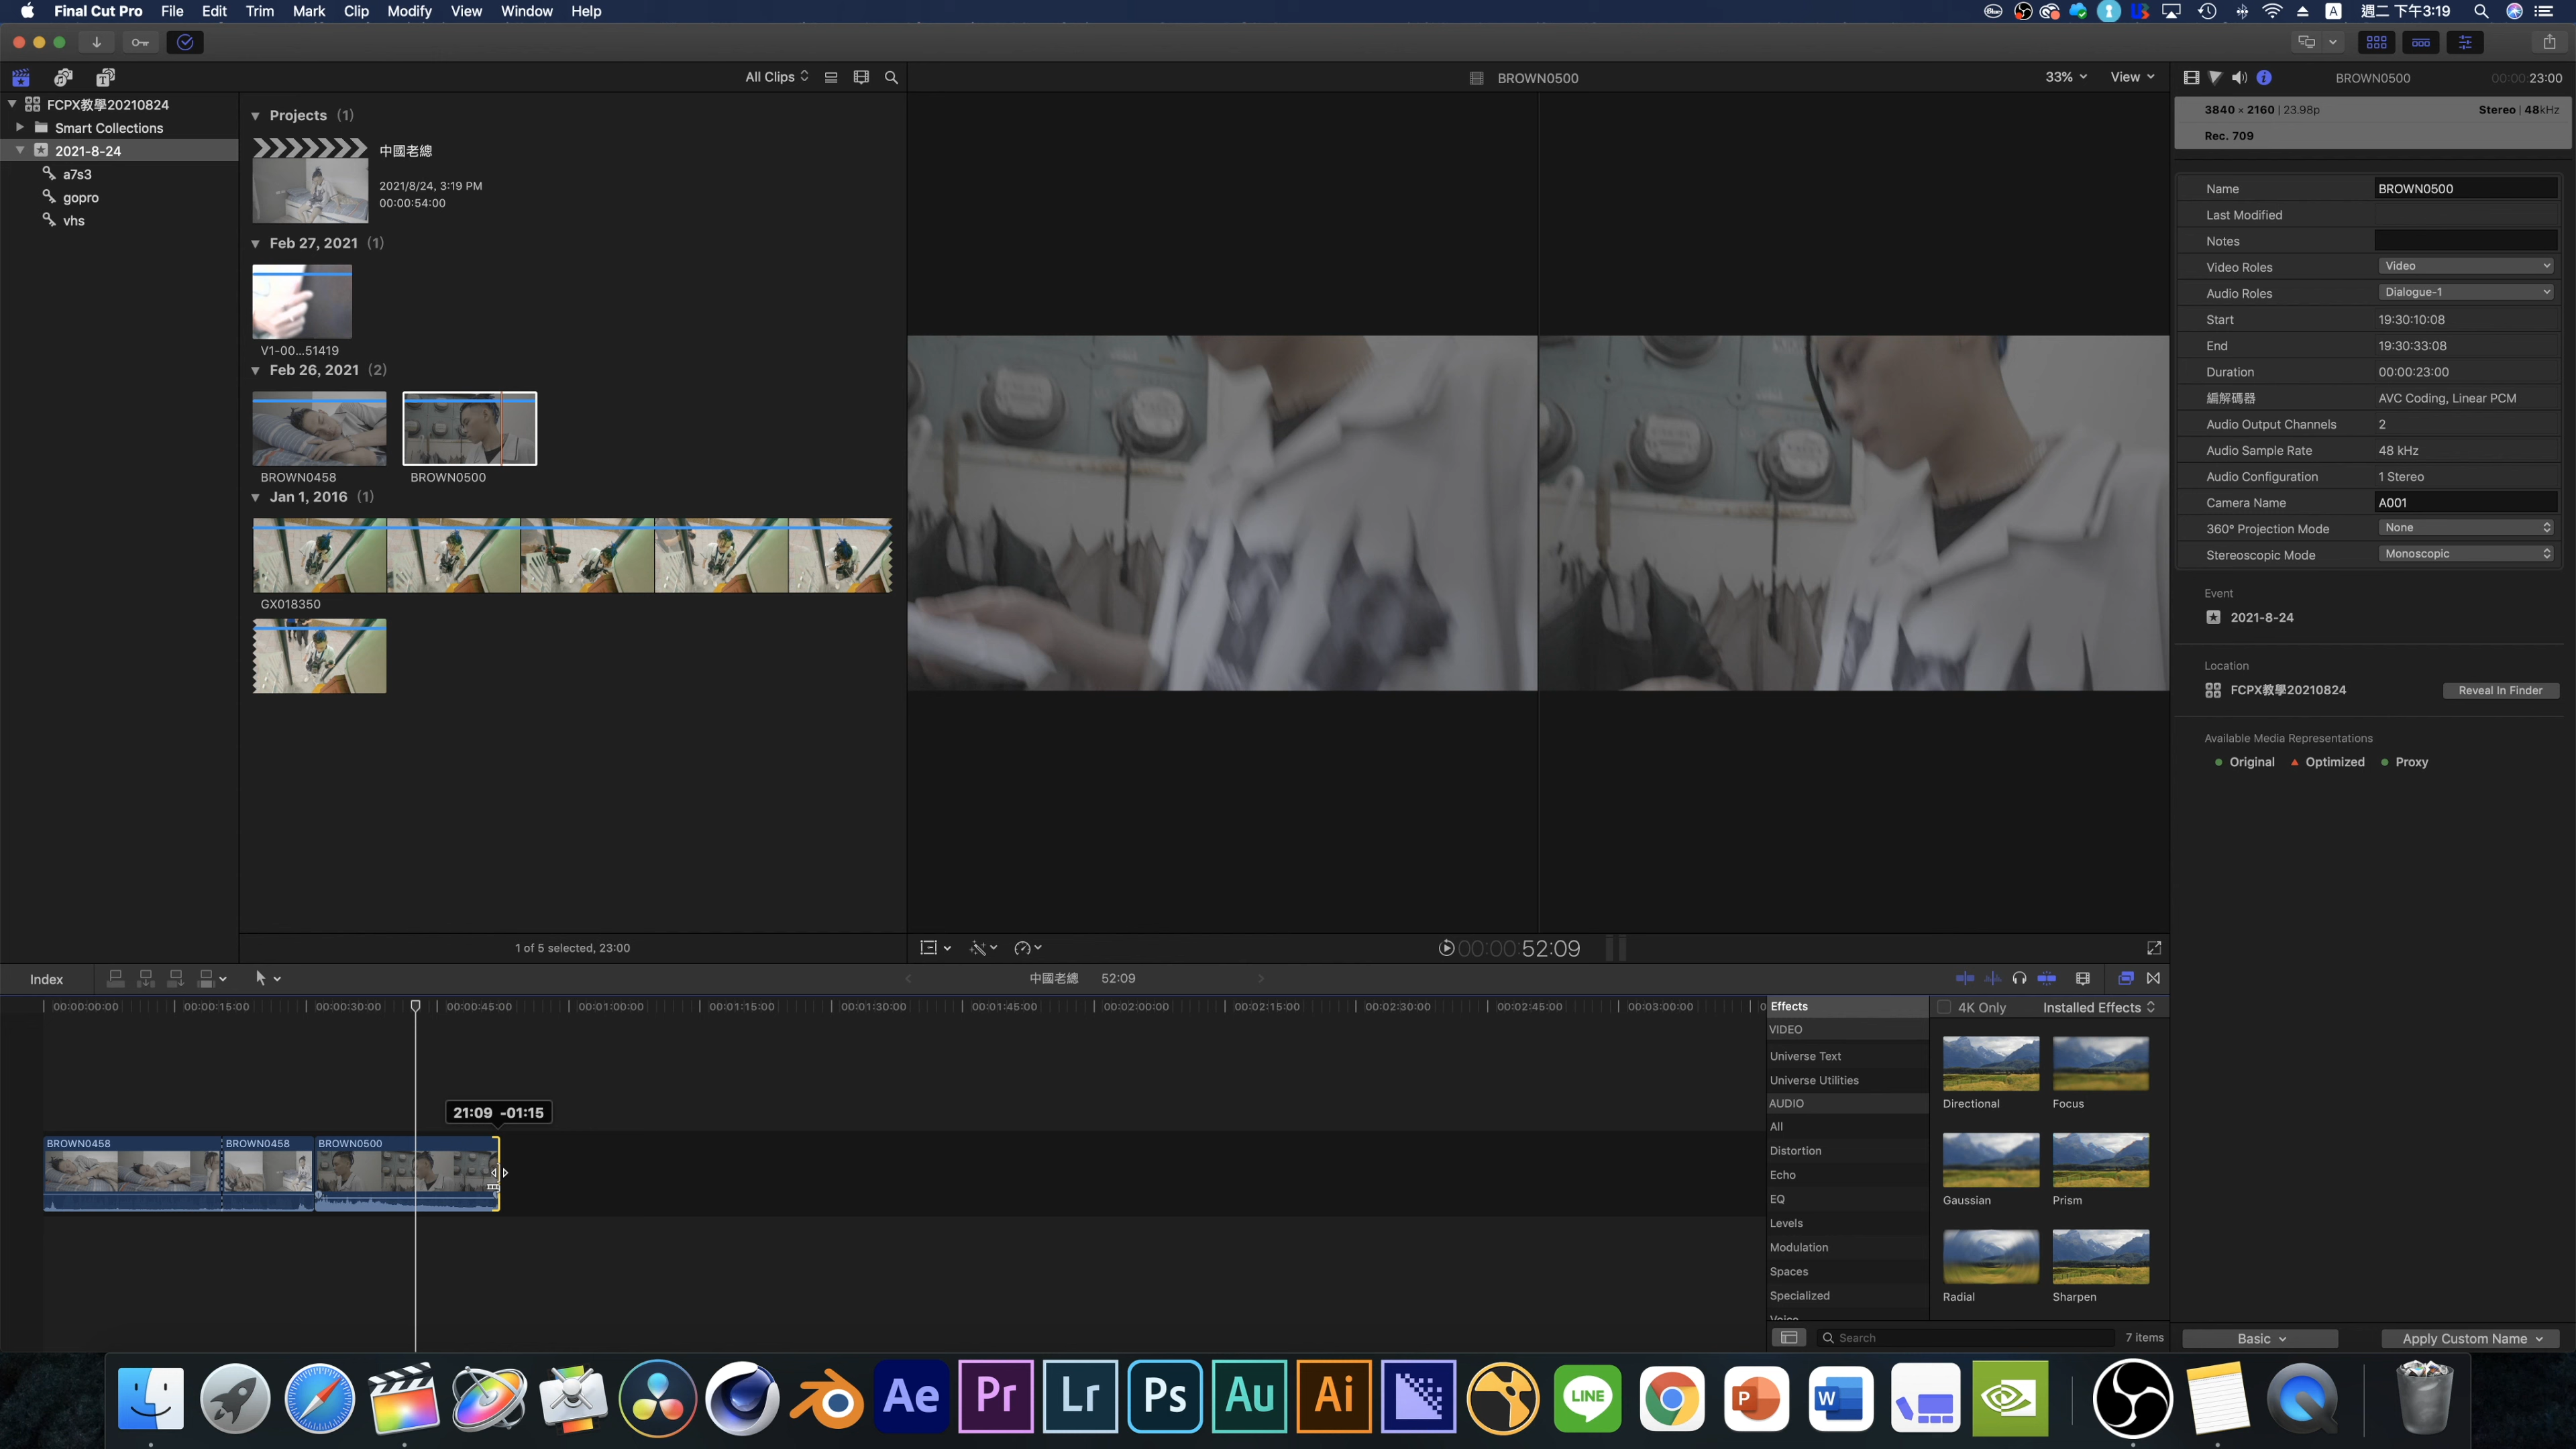 Final Cut Pro File Edit Trim Mark Clip Modify View Window Help
A 週二 下午3:19
All Clips
BROWN0500
33% View
BROWN0500 00:00:23:00
FCPX教學20210824
Smart Collections
2021-8-24
a7s3
gopro
vhs
Projects (1)
中國老總
2021/8/24, 3:19 PM
00:00:54:00
Feb 27, 2021 (1)
V1-00...51419
Feb 26, 2021 (2)
BROWN0458
BROWN0500
Jan 1, 2016 (1)
GX018350
1 of 5 selected, 23:00
00:00:52:09
3840 × 2160 | 23.98p Stereo | 48kHz
Rec. 709
Name BROWN0500
Last Modified
Notes
Video Roles Video
Audio Roles Dialogue-1
Start 19:30:10:08
End 19:30:33:08
Duration 00:00:23:00
編解碼器 AVC Coding, Linear PCM
Audio Output Channels 2
Audio Sample Rate 48 kHz
Audio Configuration 1 Stereo
Camera Name A001
360° Projection Mode None
Stereoscopic Mode Monoscopic
Event
2021-8-24
Location
FCPX教學20210824 Reveal In Finder
Available Media Representations
Original Optimized Proxy
Index
中國老總 52:09
00:00:00:00 00:00:15:00 00:00:30:00 00:00:45:00 00:01:00:00 00:01:15:00 00:01:30:00 00:01:45:00 00:02:00:00 00:02:15:00 00:02:30:00 00:02:45:00 00:03:00:00 0
21:09 -01:15
BROWN0458 BROWN0458 BROWN0500
Effects
VIDEO
Universe Text
Universe Utilities
AUDIO
All
Distortion
Echo
EQ
Levels
Modulation
Spaces
Specialized
Voice
4K Only Installed Effects
Directional Focus
Gaussian Prism
Radial Sharpen
Search
7 items
Basic Apply Custom Name
Ae Pr Lr Ps Au Ai LINE P W